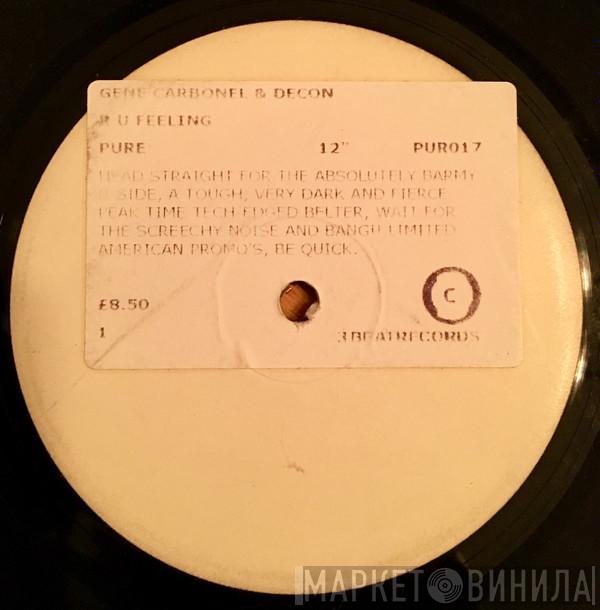 GENE CARBONEL & DECON
R U FEELING
PURE 12" PUR017
HEAD STRAIGHT FOR THE ABSOLUTELY BARMY
B SIDE, A TOUGH, VERY DARK AND FIERCE
PEAK TIME TECH EDGED BELTER, WAIT FOR
THE SCREECHY NOISE AND BANG!! LIMITED
AMERICAN PROMO'S, BE QUICK.
£8.50 C
1 3BEATRECORDS
МАРКЕТ ВИНИЛА